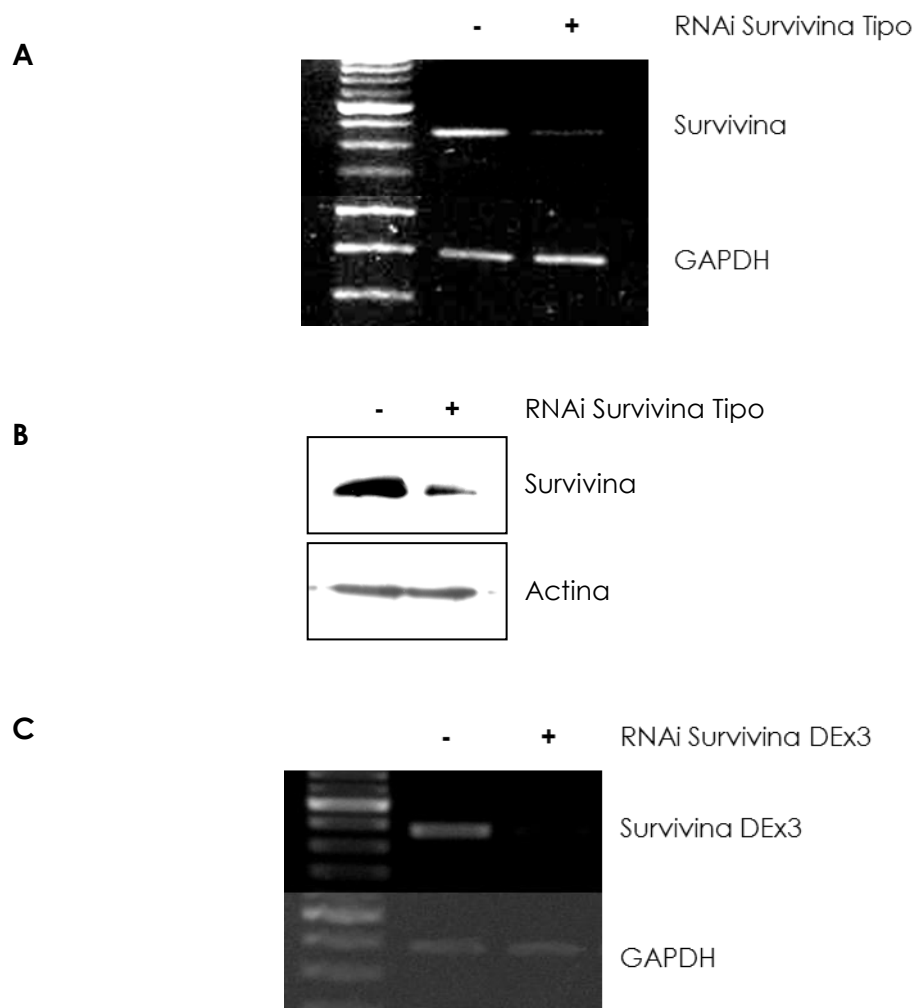 A
- + RNAi Survivina Tipo
Survivina
GAPDH
B
- + RNAi Survivina Tipo
Survivina
Actina
C
- + RNAi Survivina DEx3
Survivina DEx3
GAPDH